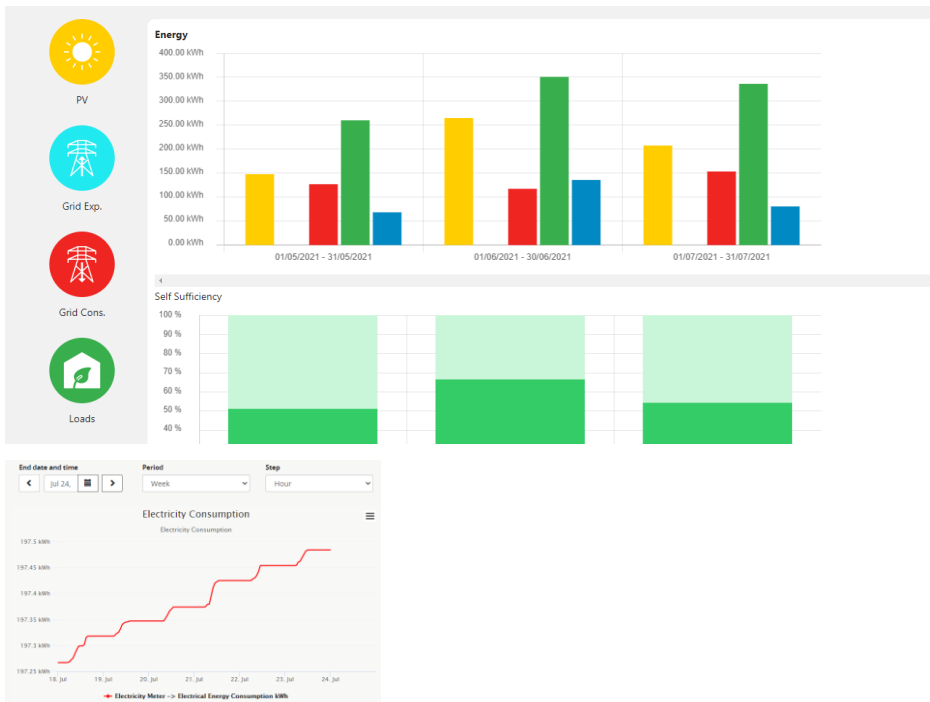 PV
Grid Exp.
Grid Cons.
Loads
Energy
400.00 kWh
350.00 kWh
300.00 kWh
250.00 kWh
200.00 kWh
150.00 kWh
100.00 kWh
50.00 kWh
0.00 kWh
01/05/2021 - 31/05/2021 01/06/2021 - 30/06/2021 01/07/2021 - 31/07/2021
Self Sufficiency
100 %
90 %
80 %
70 %
60 %
50 %
40 %
End date and time Period Step
Jul 24, Week Hour
Electricity Consumption
Electricity Consumption
197.5 kWh
197.45 kWh
197.4 kWh
197.35 kWh
197.3 kWh
197.25 kWh
18. Jul 19. Jul 20. Jul 21. Jul 22. Jul 23. Jul 24. Jul
Electricity Meter -> Electrical Energy Consumption kWh